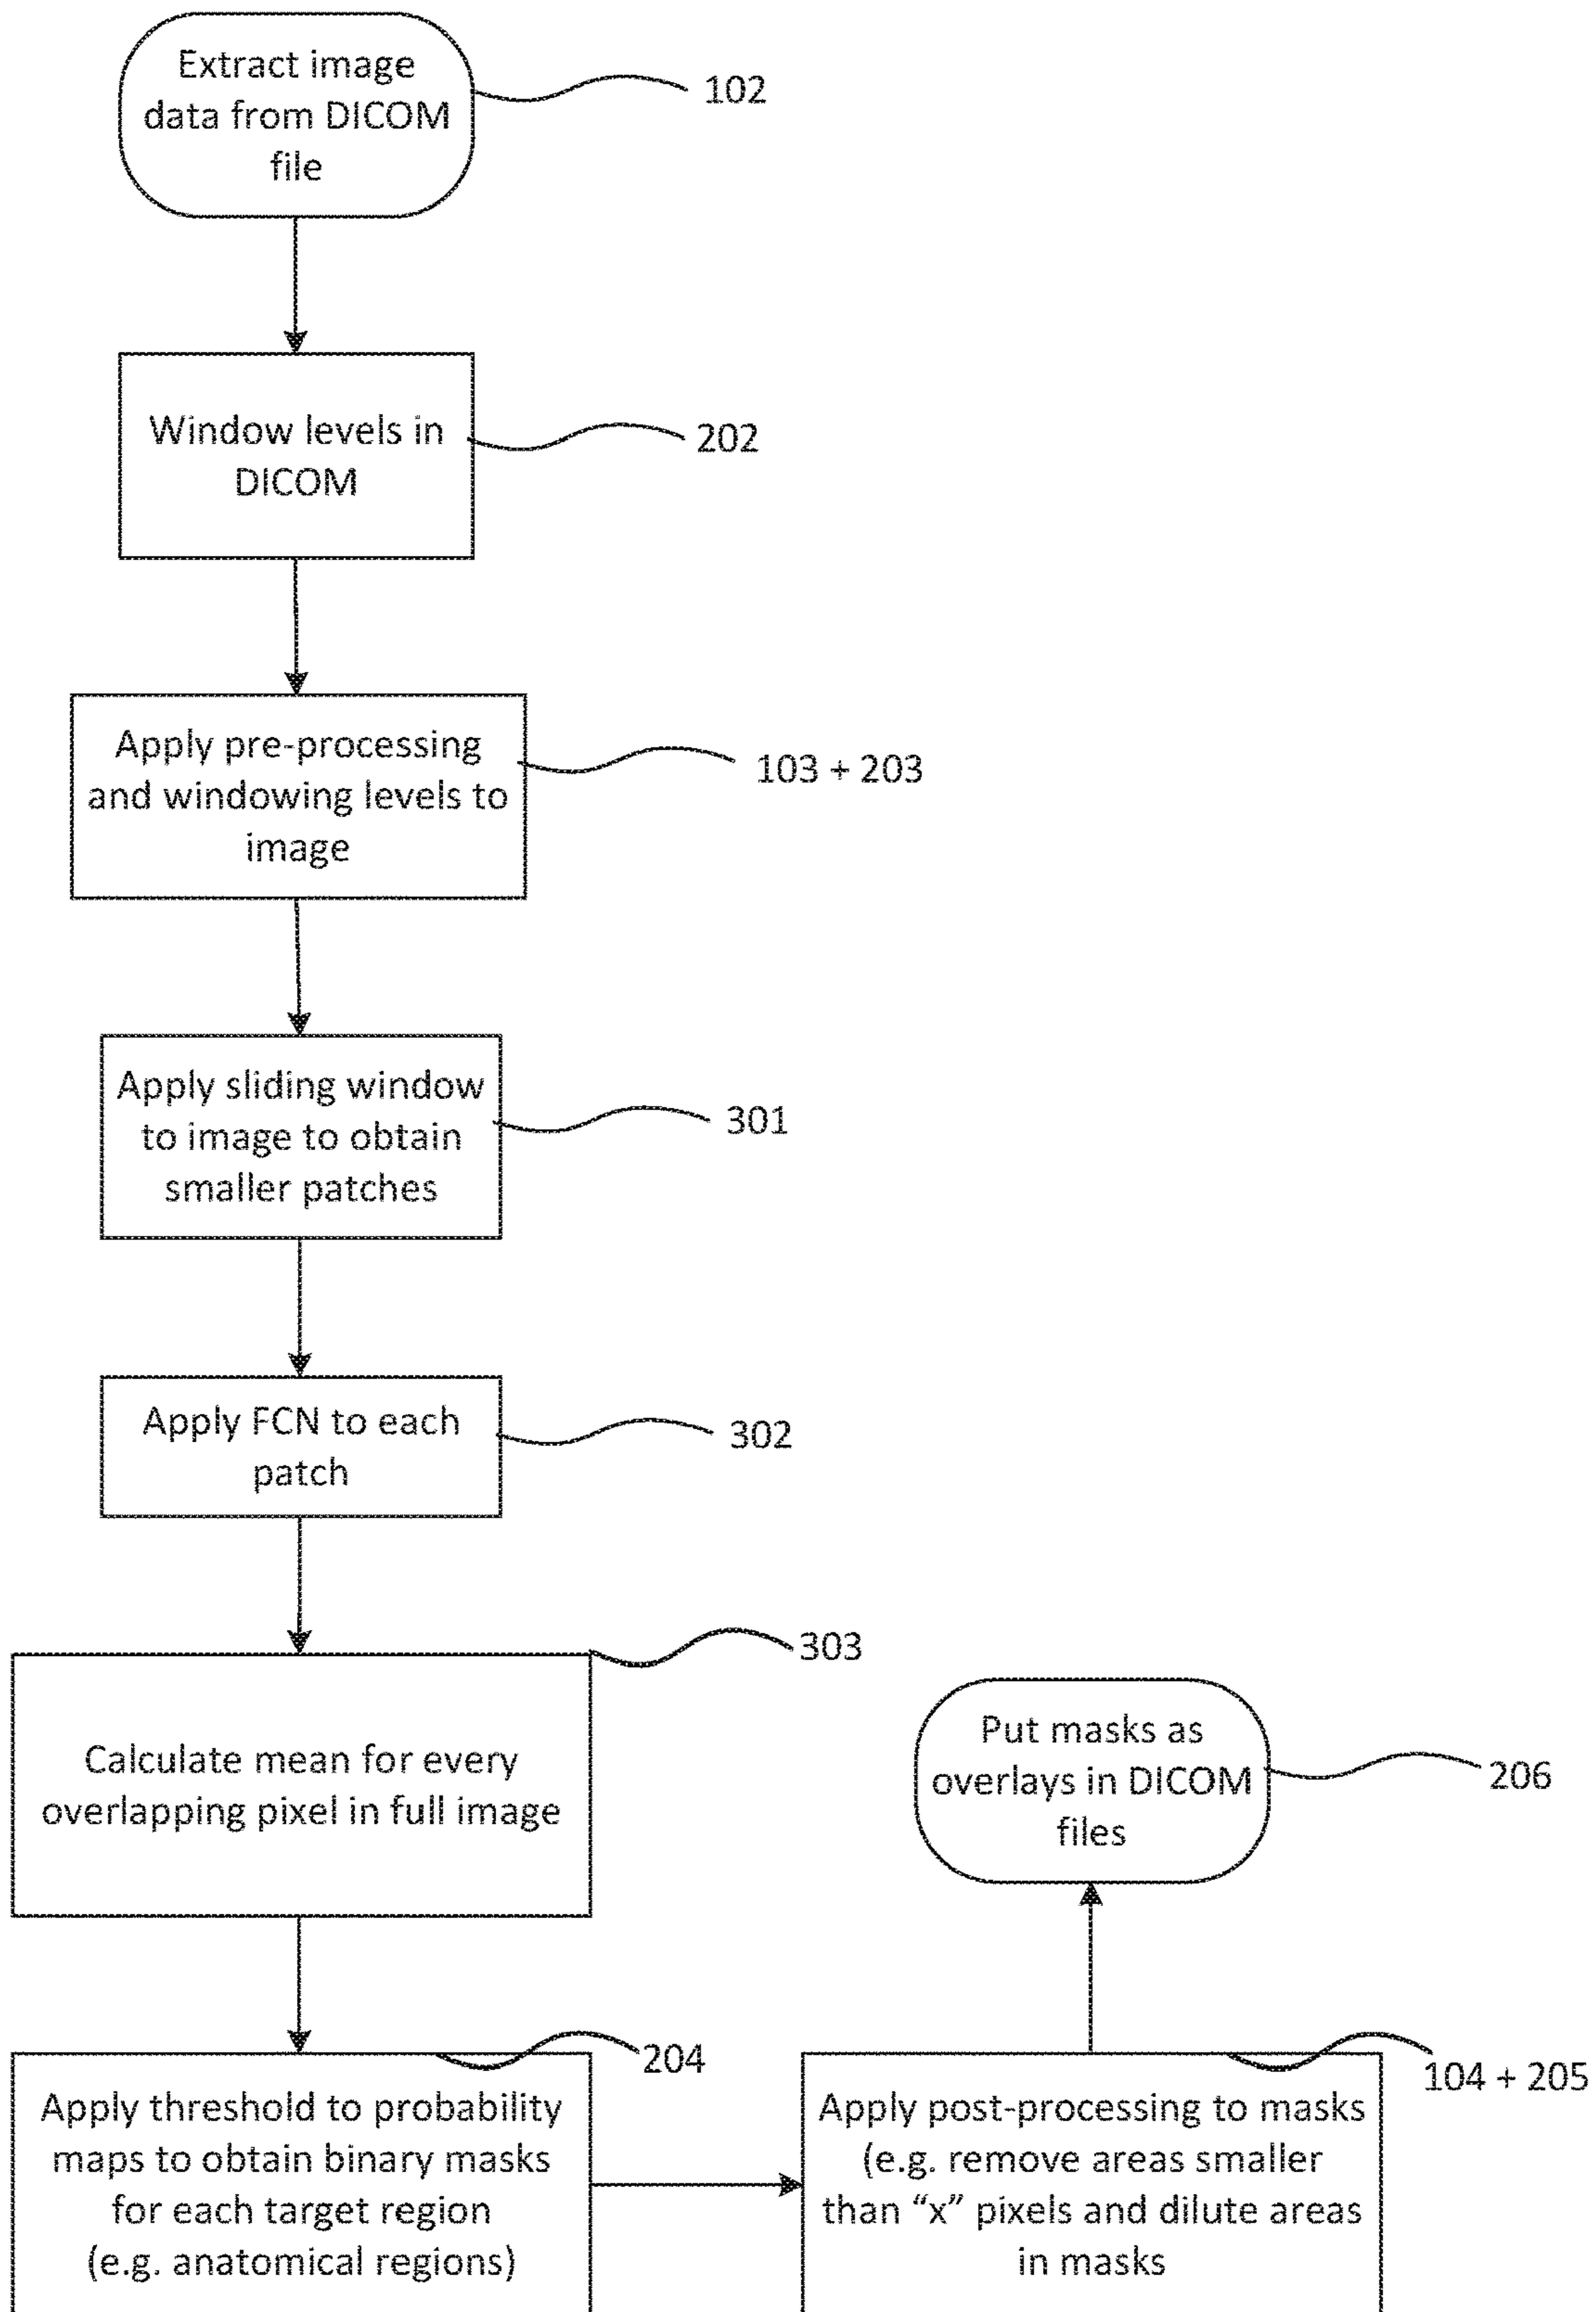 Extract image
data from DICOM
file
102
Window levels in
DICOM
202
Apply pre-processing
and windowing levels to
image
103 + 203
Apply sliding window
to image to obtain
smaller patches
301
Apply FCN to each
patch
302
303
Calculate mean for every
overlapping pixel in full image
204
Apply threshold to probability
maps to obtain binary masks
for each target region
(e.g. anatomical regions)
104 + 205
Apply post-processing to masks
(e.g. remove areas smaller
than “x” pixels and dilute areas
in masks
Put masks as
overlays in DICOM
files
206